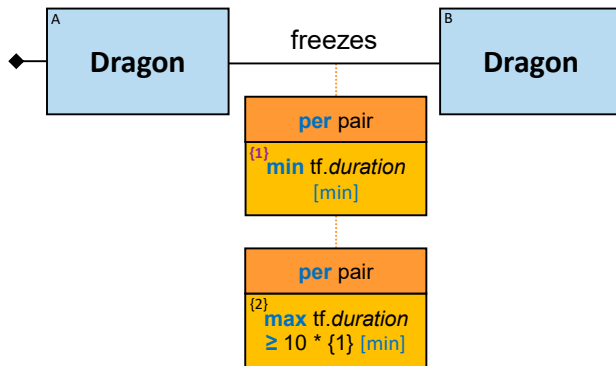 A
Dragon
freezes
B
Dragon
per pair
{1}
min tf.duration
[min]
per pair
{2}
max tf.duration
≥ 10 * {1} [min]